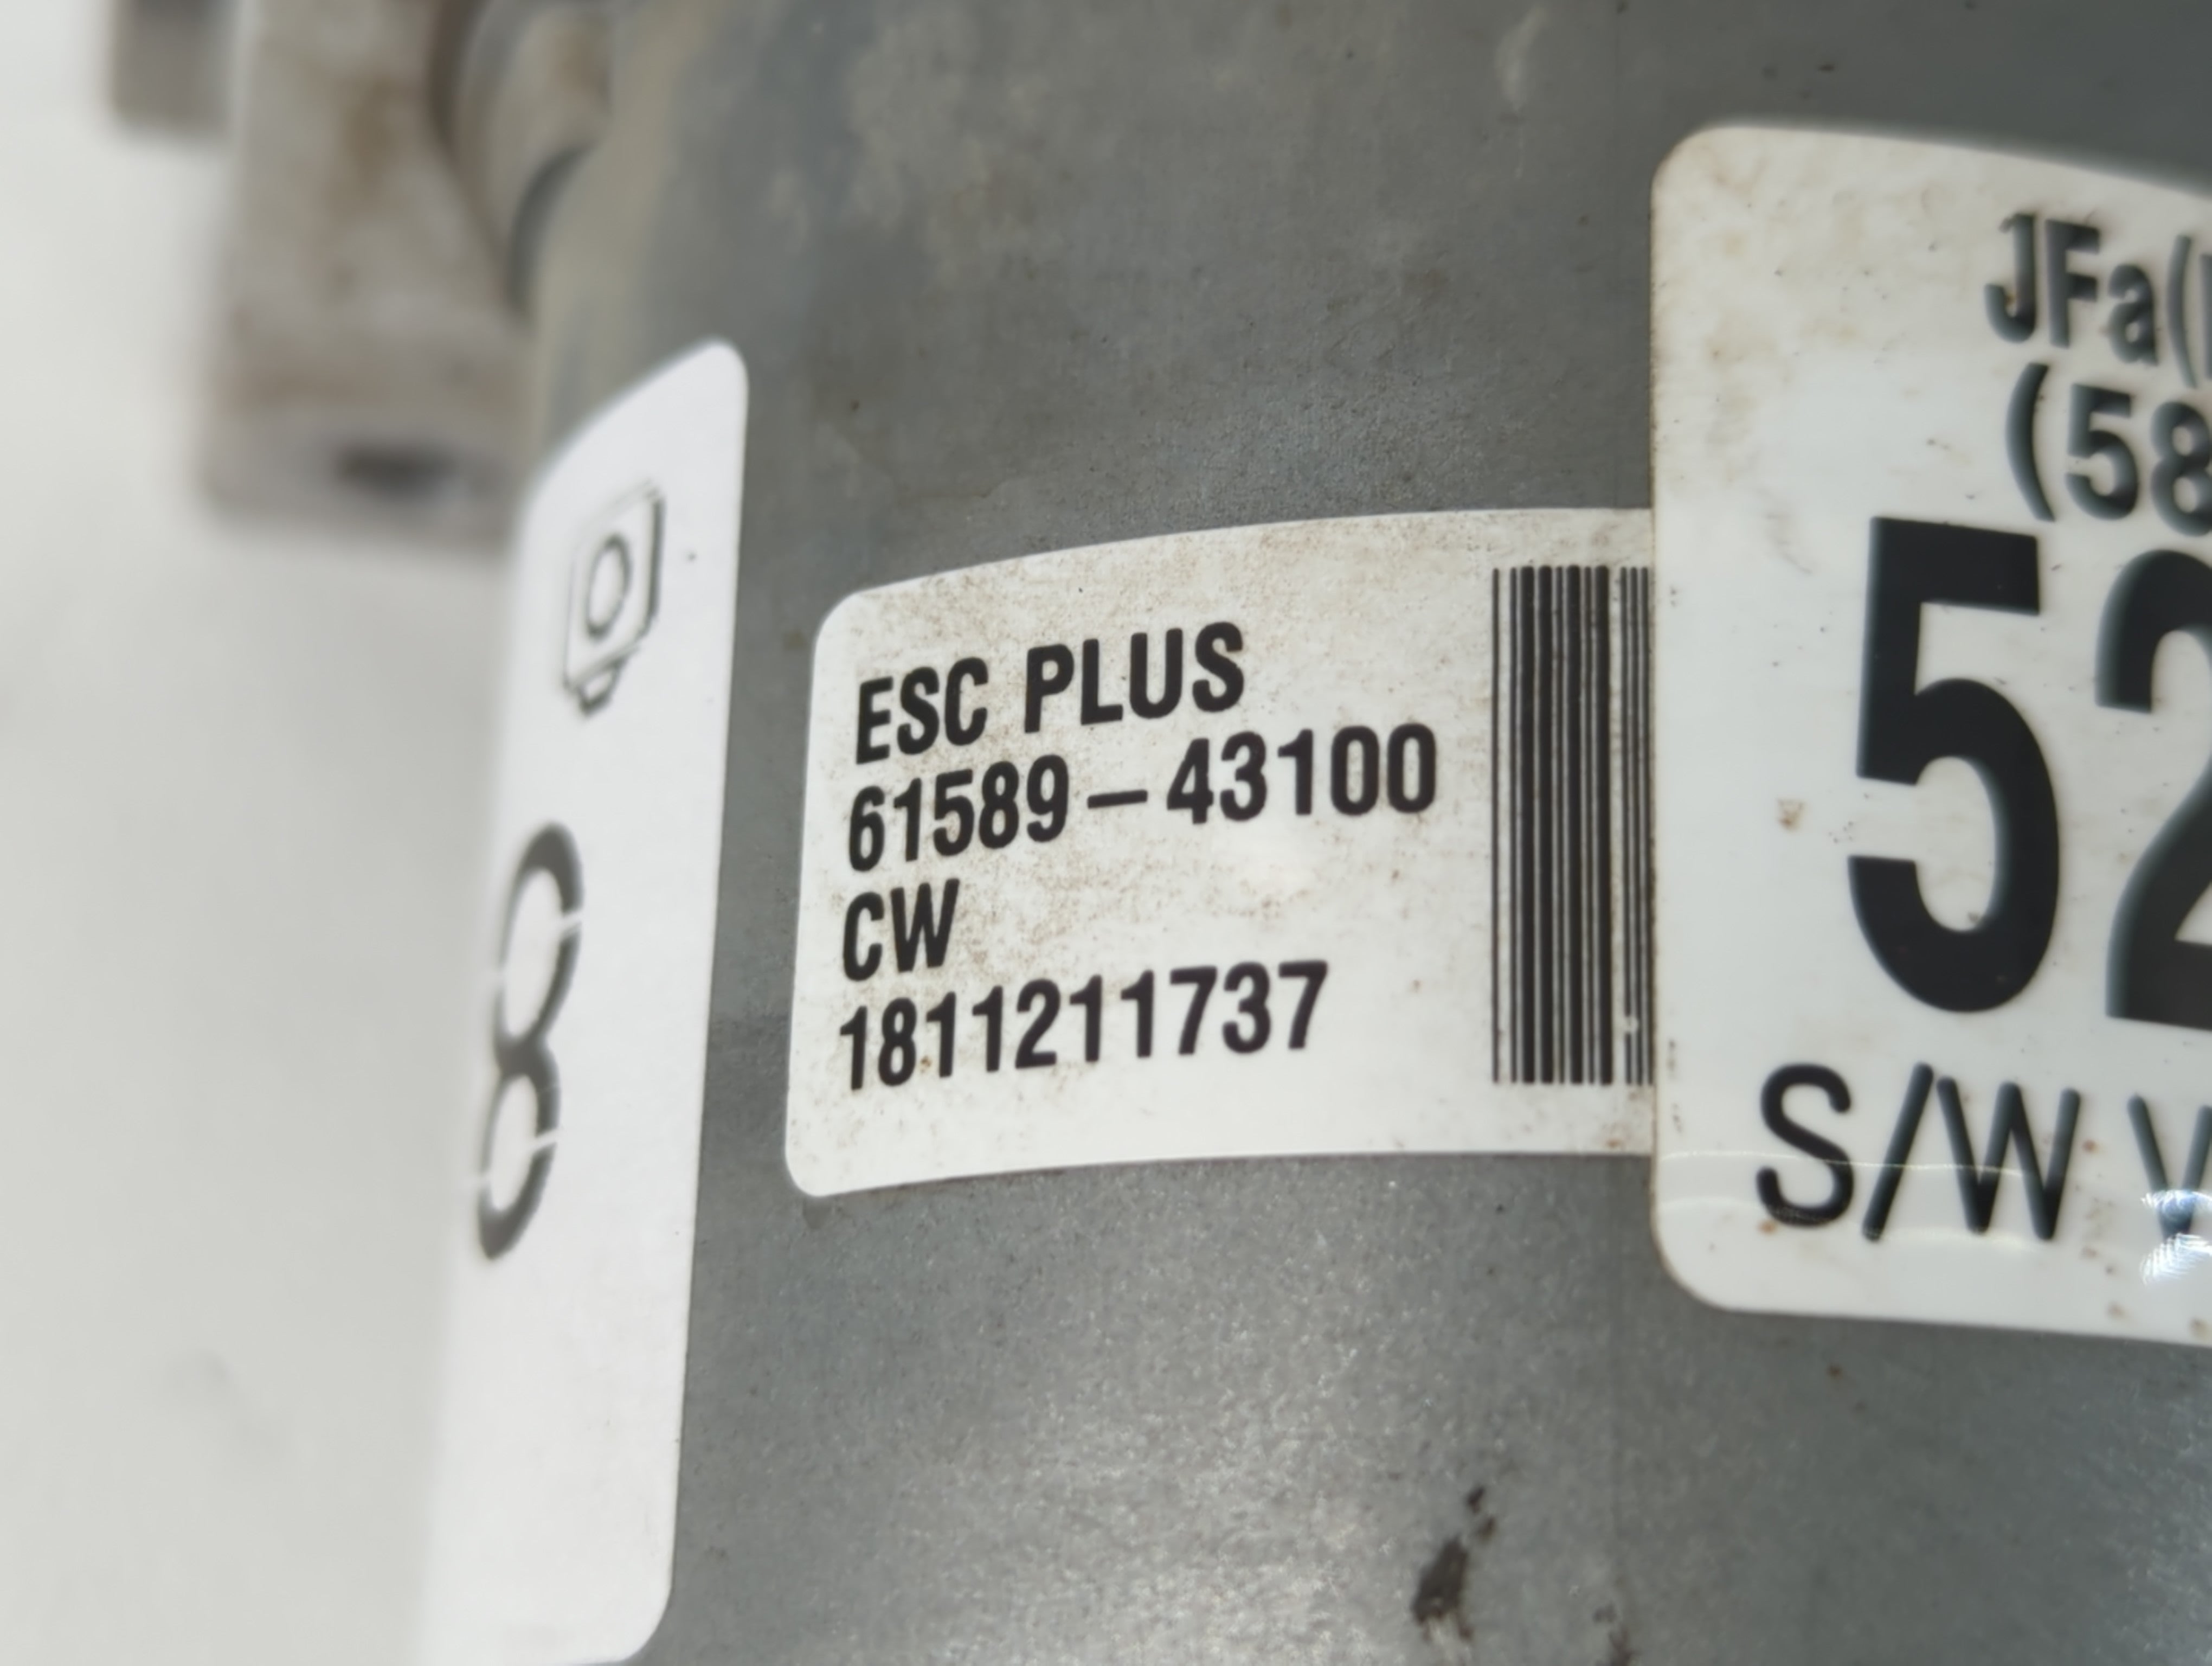 8
ESC PLUS
61589-43100
CW
1811211737
JFa(
(58
52
S/W V